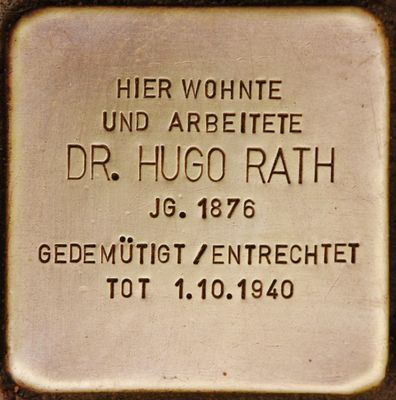 HIER WOHNTE
UND ARBEITETE
DR. HUGO RATH
JG. 1876
GEDEMÜTIGT / ENTRECHTET
TOT 1.10.1940